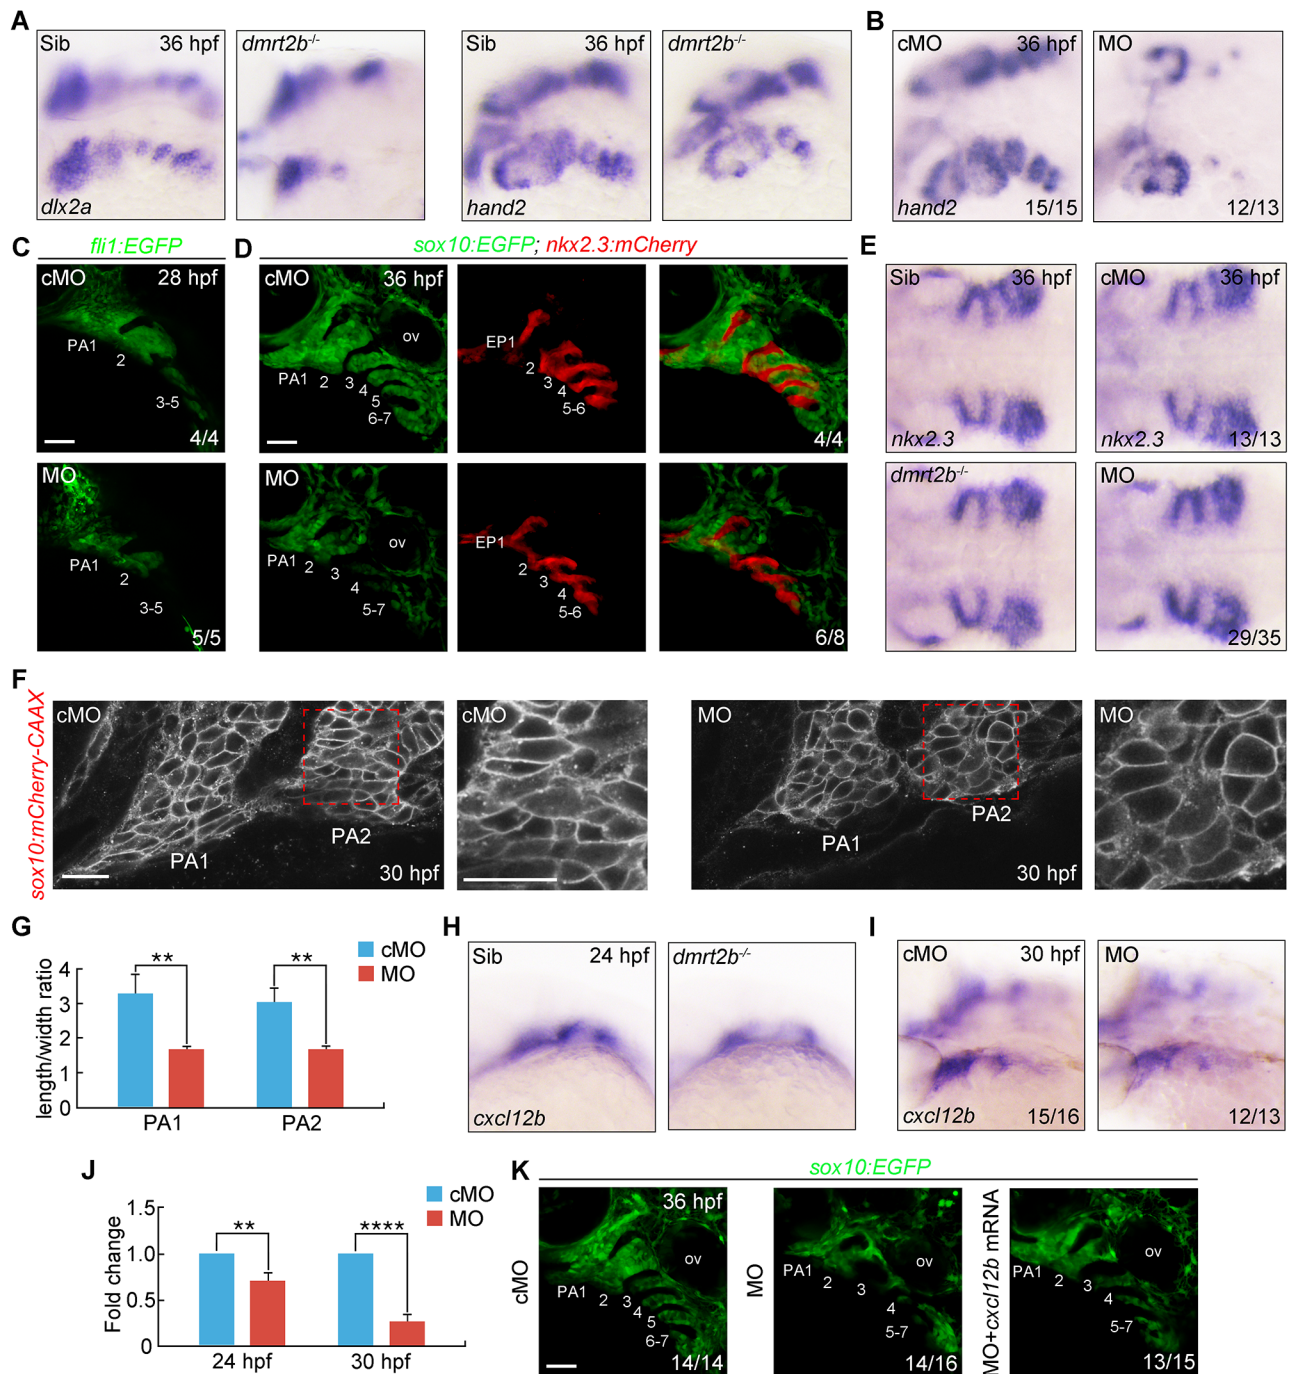 A
Sib 36 hpf
dlx2a
dmrt2b-/-
Sib 36 hpf
hand2
dmrt2b-/-
B
cMO 36 hpf
hand2 15/15
MO
12/13
C
fli1:EGFP
cMO 28 hpf
PA1
2
3-5
4/4
MO
PA1
2
3-5
5/5
D
sox10:EGFP; nkx2.3:mCherry
cMO 36 hpf
ov
PA1 2 3 4 5 6-7
EP1
2
3
4
5-6
4/4
MO
ov
PA1 2 3 4 5-7
EP1
2
3
4
5-6
6/8
E
Sib 36 hpf
nkx2.3
cMO 36 hpf
nkx2.3 13/13
dmrt2b-/-
MO
29/35
F
sox10:mCherry-CAAX
cMO
PA1
PA2
30 hpf
cMO
MO
PA1
PA2
30 hpf
MO
G
cMO
MO
length/width ratio
4
3
2
1
0
** **
PA1 PA2
H
Sib 24 hpf
cxcl12b
dmrt2b-/-
I
cMO 30 hpf
cxcl12b 15/16
MO
12/13
J
cMO
MO
Fold change
1.5
1.0
0.5
0
** ****
24 hpf 30 hpf
K
sox10:EGFP
cMO
36 hpf
ov
PA1 2 3 4 5 6-7
14/14
MO
ov
PA1 2 3 4 5-7
14/16
MO+cxcl12b mRNA
ov
PA1 2 3 4 5-7
13/15